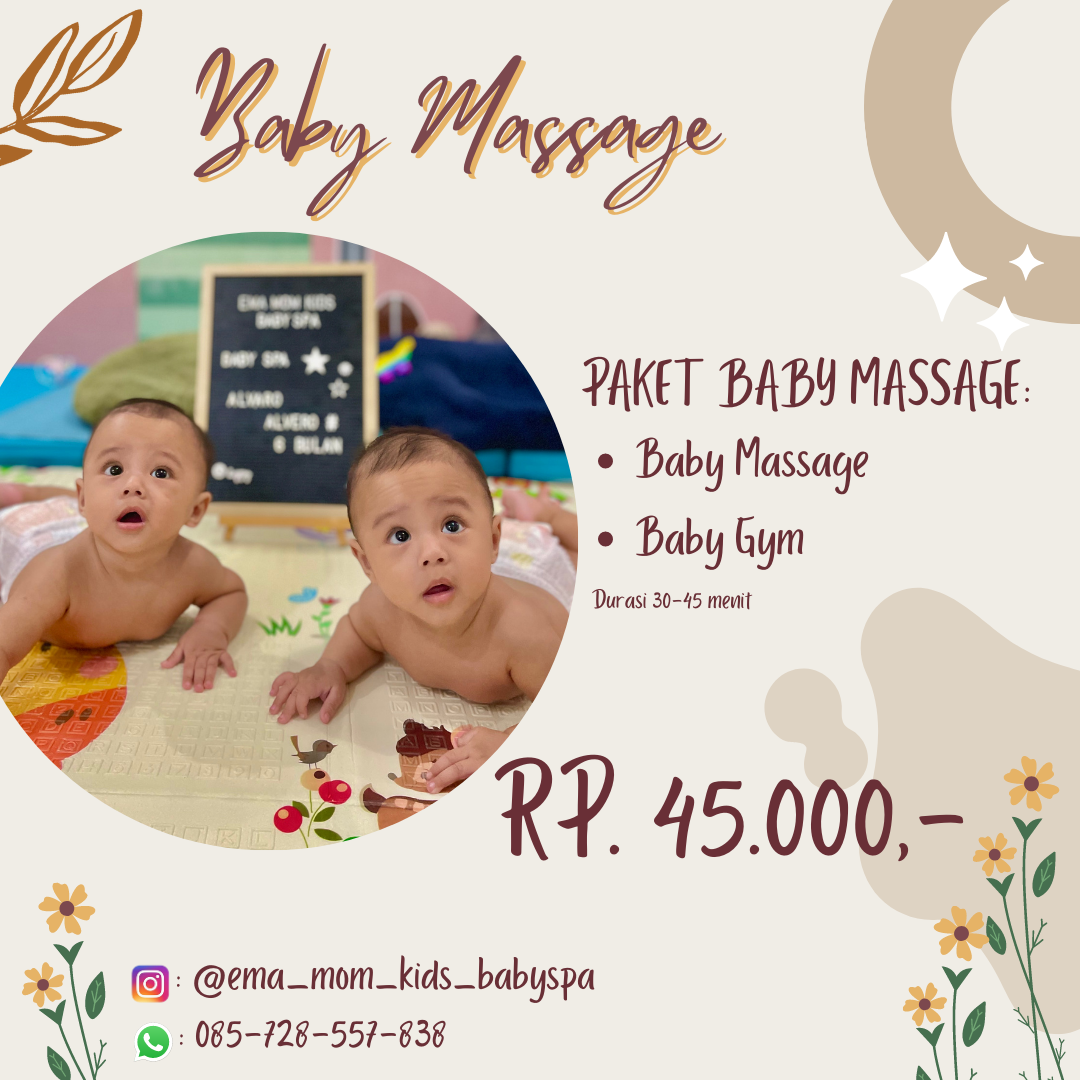 Baby Massage
EMA MOM KIDS
BABY SPA
BABY SPA
ALVARO
ALVERO
6 BULAN
PAKET BABY MASSAGE:
• Baby Massage
• Baby Gym
Durasi 30-45 menit
RP. 45.000,-
: @ema_mom_kids_babyspa
: 085-728-557-838